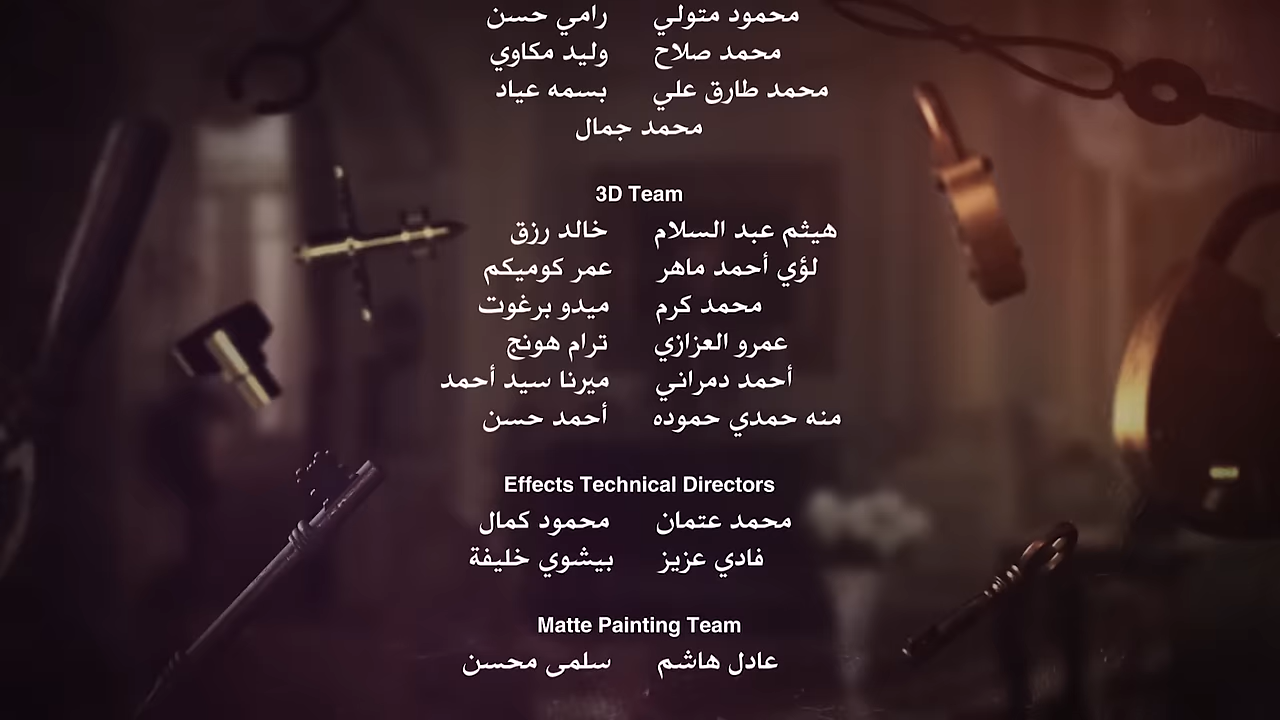 محمود متولي رامي حسن
محمد صلاح وليد مكاوي
محمد طارق علي بسمه عياد
محمد جمال
3D Team
هيثم عبد السلام خالد رزق
لؤي أحمد ماهر عمر كوميكم
محمد كرم ميدو برغوت
عمرو العزازي ترام هونج
أحمد دمراني ميرنا سيد أحمد
منه حمدي حموده أحمد حسن
Effects Technical Directors
محمد عتمان محمود كمال
فادي عزيز بيشوي خليفة
Matte Painting Team
عادل هاشم سلمى محسن